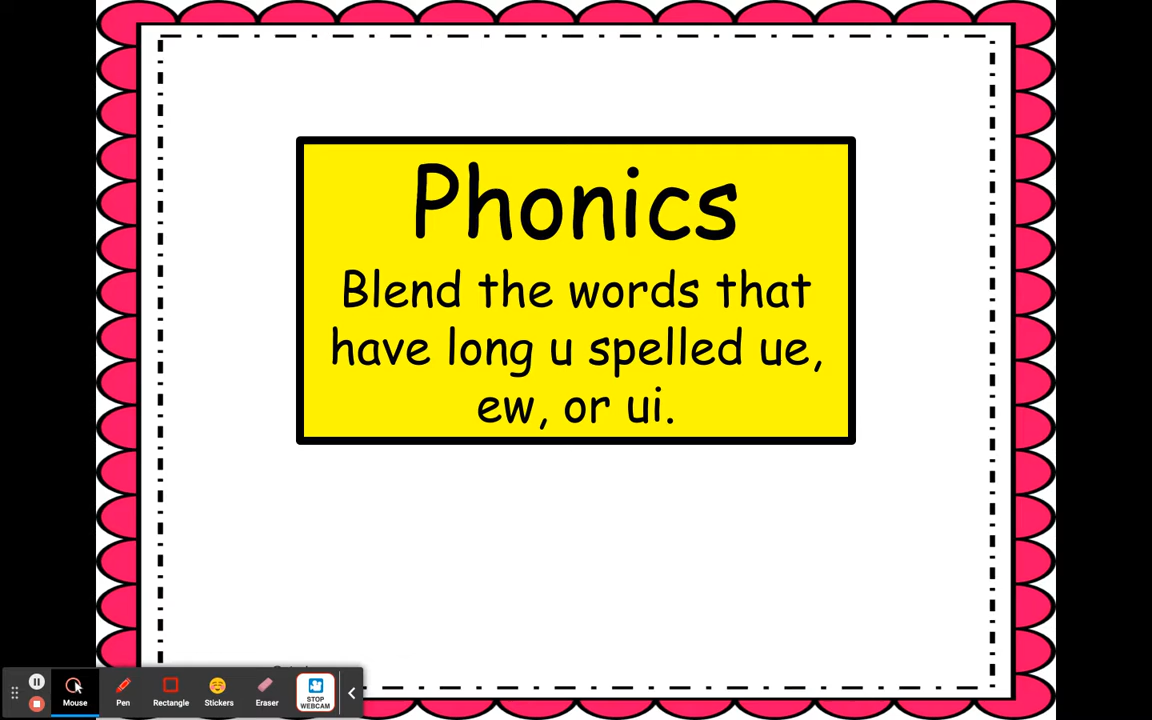 Phonics
Blend the words that
have long u spelled ue,
ew, or ui.
Mouse
Pen
Rectangle
Stickers
Eraser
STOP
WEBCAM